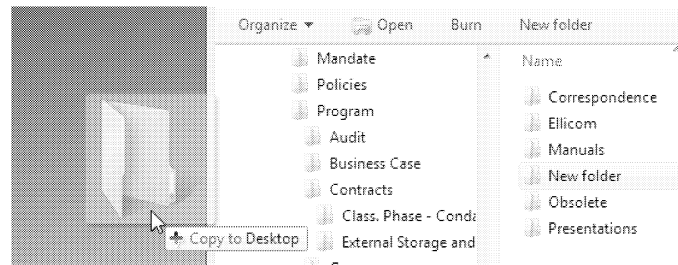 Organize Open Burn New folder
Mandate
Policies
Program
Audit
Business Case
Contracts
Class. Phase - Conda
External Storage and
Name
Correspondence
Ellicom
Manuals
New folder
Obsolete
Presentations
Copy to Desktop